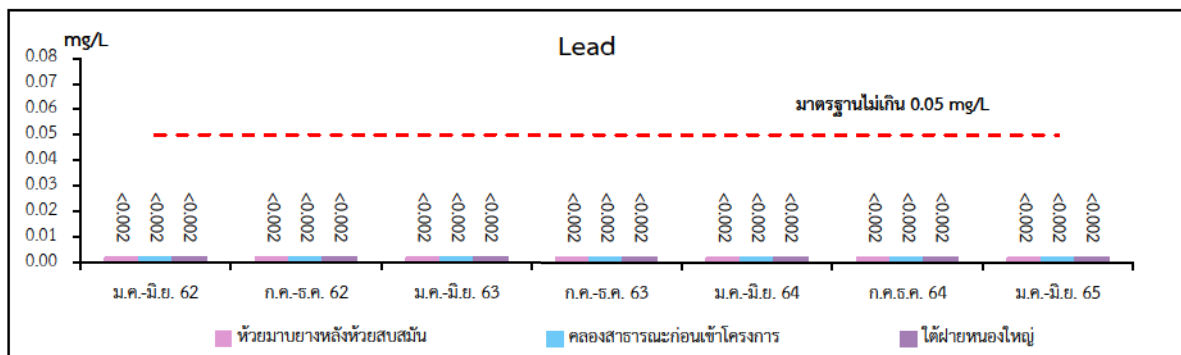 mg/L
Lead
0.08
0.07
มาตรฐานไม่เกิน 0.05 mg/L
0.06
0.05
0.04
0.03
0.02
0.01
0.00
<0.002 <0.002 <0.002 <0.002 <0.002 <0.002 <0.002 <0.002 <0.002 <0.002 <0.002 <0.002 <0.002 <0.002 <0.002 <0.002 <0.002 <0.002 <0.002 <0.002 <0.002
ม.ค.-มิ.ย. 62 ก.ค.-ธ.ค. 62 ม.ค.-มิ.ย. 63 ก.ค.-ธ.ค. 63 ม.ค.-มิ.ย. 64 ก.ค.ธ.ค. 64 ม.ค.-มิ.ย. 65
ห้วยมาบยางหลังห้วยสบสมัน คลองสาธารณะก่อนเข้าโครงการ ใต้ฝายหนองใหญ่